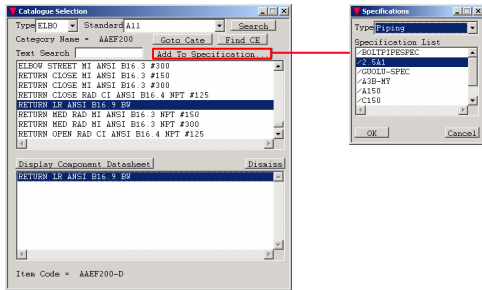 Catalogue Selection
Type ELBO Standard All Search
Category Name = AAEF200 Goto Cate Find CE
Text Search Add To Specification...
ELBOW STREET MI ANSI B16.3 #300
RETURN CLOSE MI ANSI B16.3 #150
RETURN CLOSE MI ANSI B16.3 #300
RETURN CLOSE RAD CI ANSI B16.4 NPT #125
RETURN LR ANSI B16.9 BW
RETURN MED RAD MI ANSI B16.3 NPT #150
RETURN MED RAD MI ANSI B16.3 NPT #300
RETURN OPEN RAD CI ANSI B16.4 NPT #125
Display Component Datasheet Dismiss
RETURN LR ANSI B16.9 BW
Item Code = AAEF200-D
Specifications
Type Piping
Specification List
/BOLTPIPESPEC
/2.5A1
/GUOLU-SPEC
/A3B-MY
/A150
/C150
OK Cancel